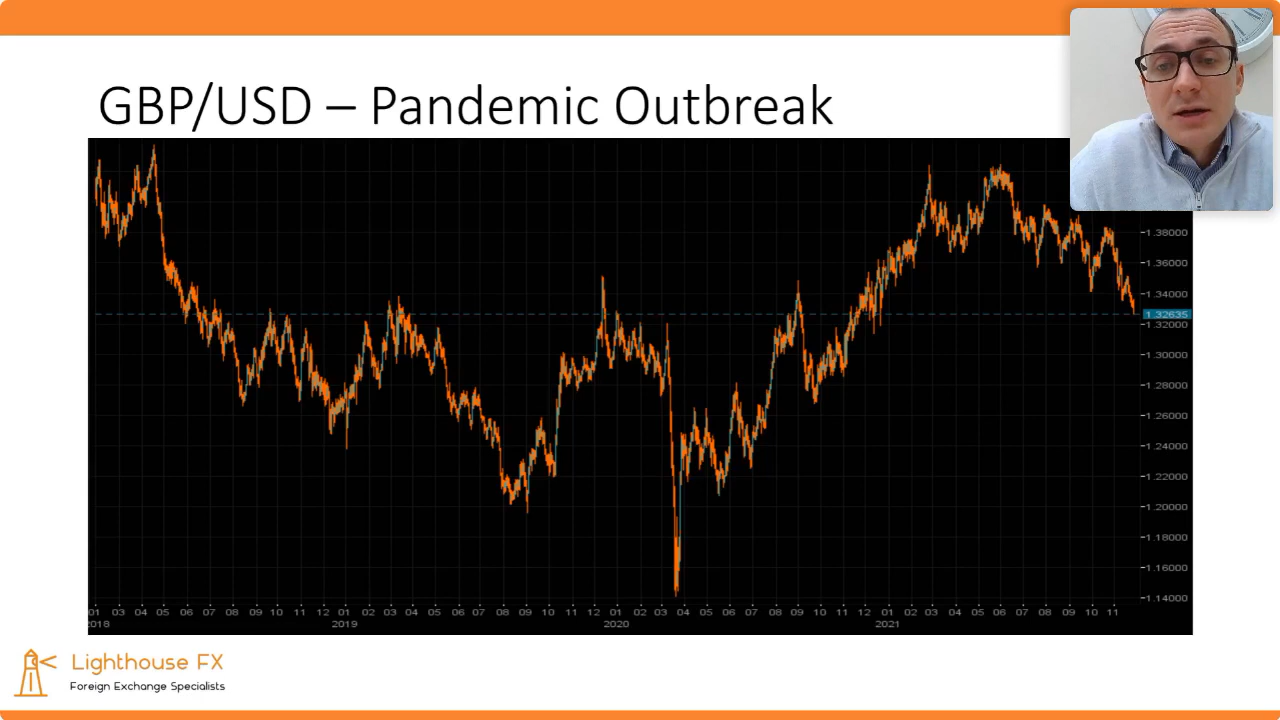 GBP/USD – Pandemic Outbreak
1.38000
1.36000
1.34000
1.32635
1.32000
1.30000
1.28000
1.26000
1.24000
1.22000
1.20000
1.18000
1.16000
1.14000
01 03 04 05 06 07 08 09 10 11 12 01 02 03 04 05 06 07 08 09 10 11 12 01 02 03 04 05 06 07 08 09 10 11 12 01 02 03 04 05 06 07 08 09 10 11
2018 2019 2020 2021
Lighthouse FX
Foreign Exchange Specialists